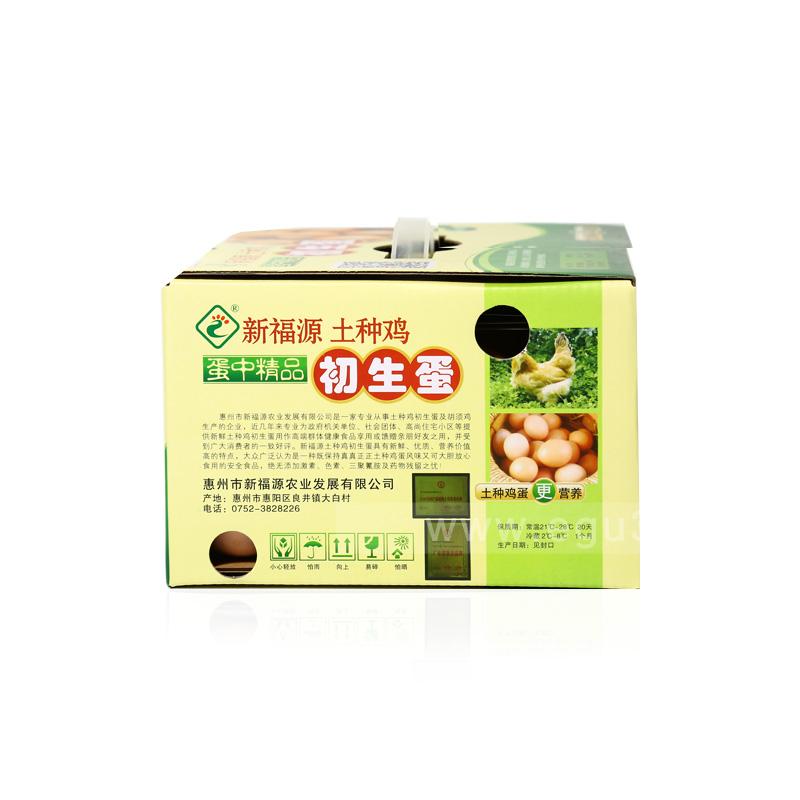 ®
新福源 土种鸡
蛋中精品
初生蛋
惠州市新福源农业发展有限公司是一家专业从事土种鸡初生蛋及胡须鸡
生产的企业，近几年来专业为政府机关单位、社会团体、高尚住宅小区等提
供新鲜土种鸡初生蛋用作高端群体健康食品享用或馈赠亲朋好友之用，并受
到广大消费者的一致好评。新福源土种鸡初生蛋具有新鲜、优质、营养价值
高的特点，大众广泛认为是一种既保持真真正正土种鸡蛋风味又可大胆放心
食用的安全食品，绝无添加激素、色素、三聚氰胺及药物残留之忧！
惠州市新福源农业发展有限公司
产地：惠州市惠阳区良井镇大白村
电话：0752-3828226
小心轻放 怕雨 向上 易碎 怕晒
土种鸡蛋 更 营养
保质期：常温21℃-28℃ 20天
冷藏2℃-8℃ 1个月
生产日期：见封口